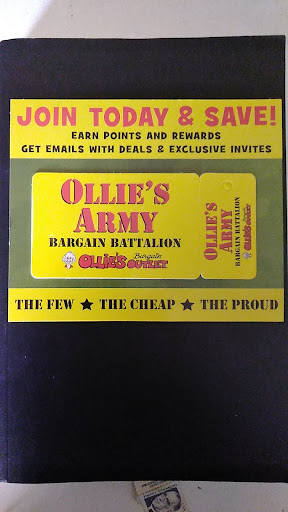 JOIN TODAY & SAVE!
EARN POINTS AND REWARDS
GET EMAILS WITH DEALS & EXCLUSIVE INVITES
OLLIE'S
ARMY
BARGAIN BATTALION
OLLIE'S Bargain
OUTLET
OLLIE'S
ARMY
BARGAIN BATTALION
OLLIE'S Bargain
OUTLET
THE FEW ★ THE CHEAP ★ THE PROUD